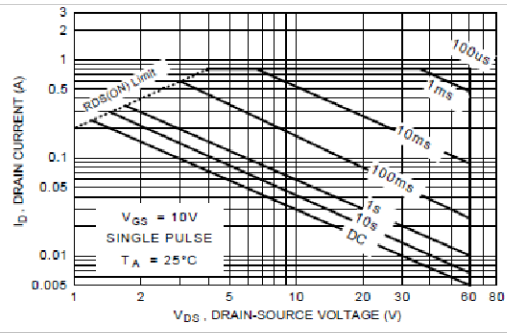 3
2
1
0.5
0.1
0.05
0.01
0.005
I_D, DRAIN CURRENT (A)
RDS(ON) Limit
100us
1ms
10ms
100ms
1s
10s
DC
V_GS = 10V
SINGLE PULSE
T_A = 25°C
1 2 5 10 20 30 60 80
V_DS, DRAIN-SOURCE VOLTAGE (V)